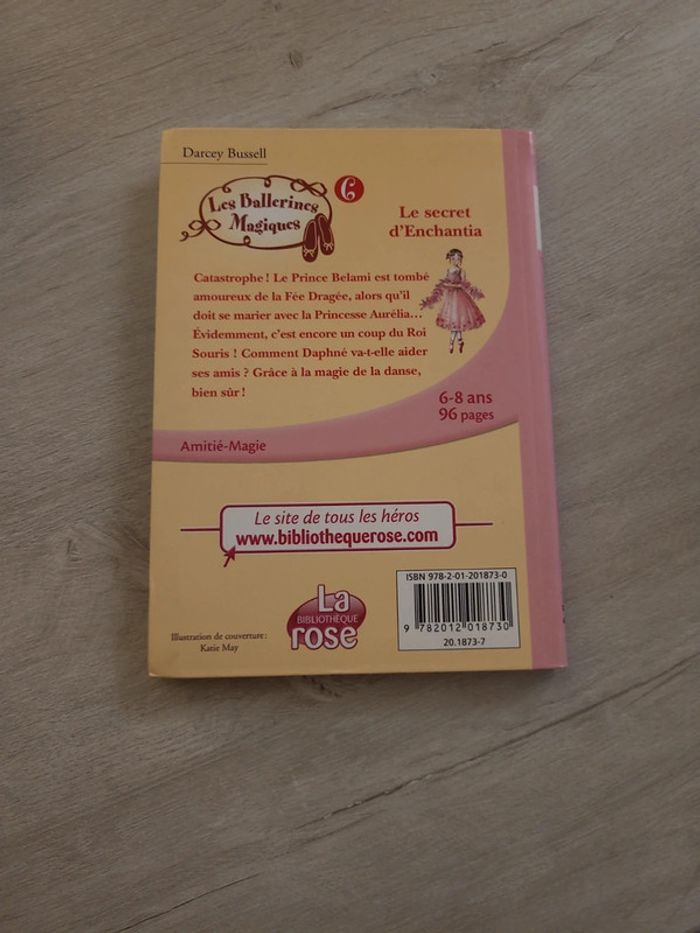 Darcey Bussell
Les Ballerines
Magiques
6
Le secret
d'Enchantia
Catastrophe ! Le Prince Belami est tombé
amoureux de la Fée Dragée, alors qu'il
doit se marier avec la Princesse Aurélia...
Évidemment, c'est encore un coup du Roi
Souris ! Comment Daphné va-t-elle aider
ses amis ? Grâce à la magie de la danse,
bien sûr !
6-8 ans
96 pages
Amitié-Magie
Le site de tous les héros
www.bibliothequerose.com
ISBN 978-2-01-201873-0
9 782012 018730
20.1873-7
La
BIBLIOTHÈQUE
rose
Illustration de couverture :
Katie May